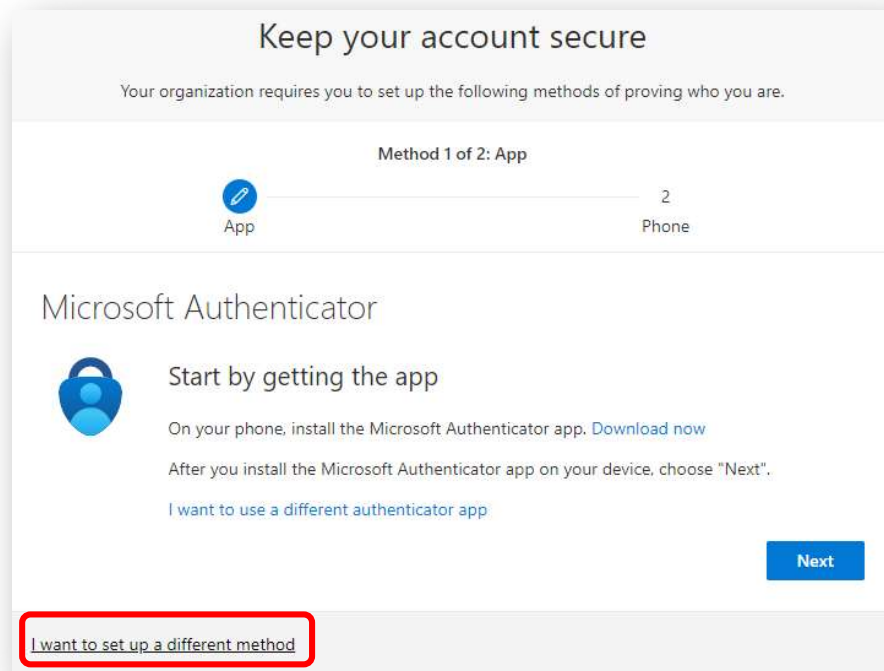 Keep your account secure
Your organization requires you to set up the following methods of proving who you are.
Method 1 of 2: App
2
App
Phone
Microsoft Authenticator
Start by getting the app
On your phone, install the Microsoft Authenticator app. Download now
After you install the Microsoft Authenticator app on your device, choose "Next".
I want to use a different authenticator app
Next
I want to set up a different method